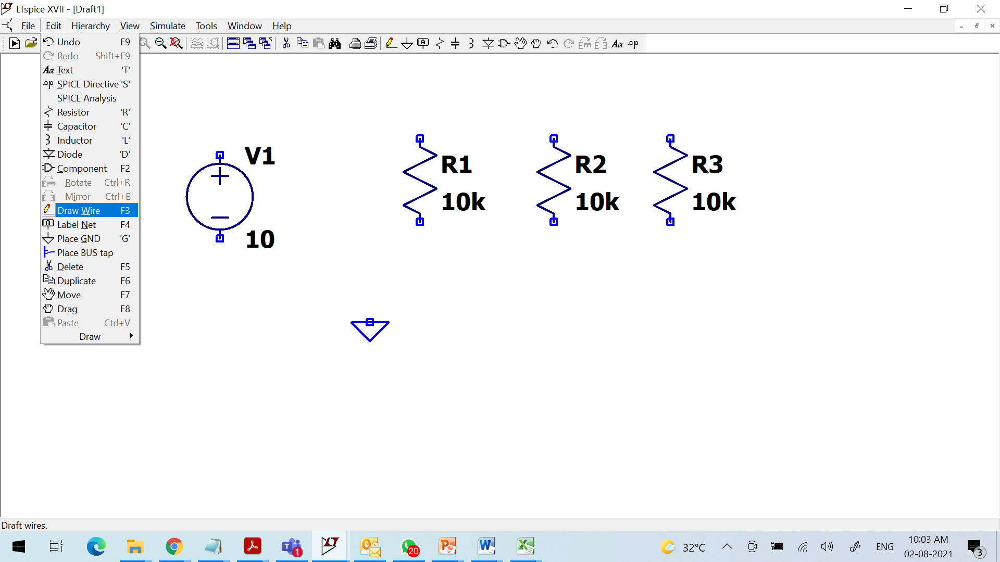 LTspice XVII - [Draft1]
File Edit Hierarchy View Simulate Tools Window Help
Undo F9
Redo Shift+F9
Text 'T'
SPICE Directive 'S'
SPICE Analysis
Resistor 'R'
Capacitor 'C'
Inductor 'L'
Diode 'D'
Component F2
Rotate Ctrl+R
Mirror Ctrl+E
Draw Wire F3
Label Net F4
Place GND 'G'
Place BUS tap
Delete F5
Duplicate F6
Move F7
Drag F8
Paste Ctrl+V
Draw
V1
10
R1
10k
R2
10k
R3
10k
Draft wires.
1
20
32°C
ENG
10:03 AM
02-08-2021
3